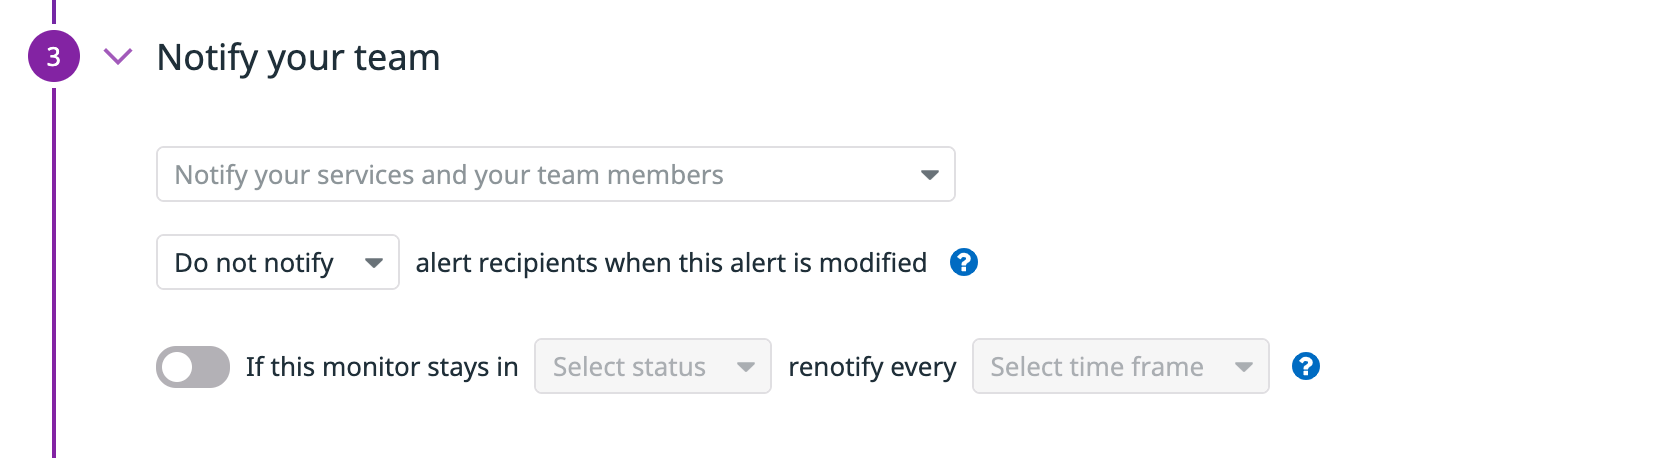 3 Notify your team
Notify your services and your team members
Do not notify alert recipients when this alert is modified ?
If this monitor stays in Select status renotify every Select time frame ?